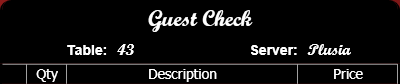 Guest Check
Table: 43 Server: Plusia
Qty Description Price